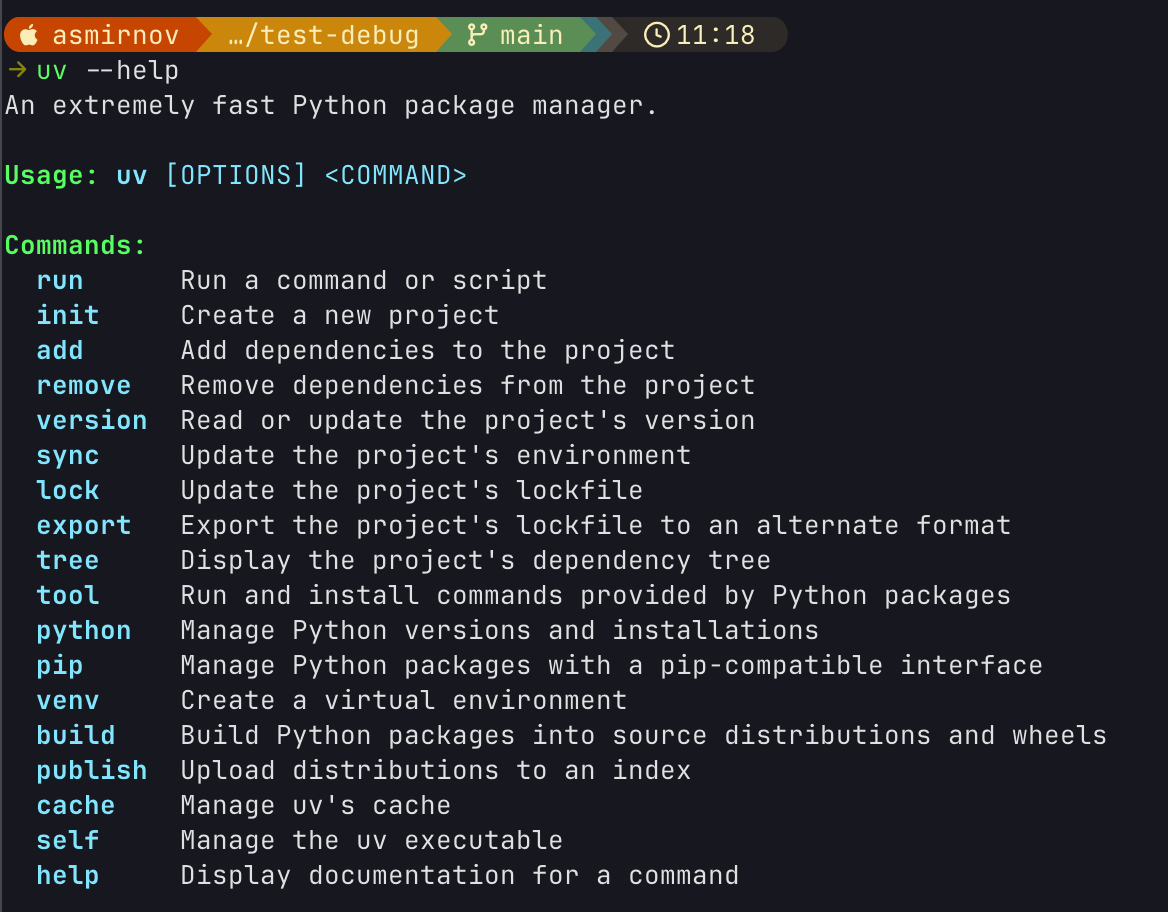 asmirnov …/test-debug main 11:18
→ uv --help
An extremely fast Python package manager.
Usage: uv [OPTIONS] <COMMAND>
Commands:
run Run a command or script
init Create a new project
add Add dependencies to the project
remove Remove dependencies from the project
version Read or update the project's version
sync Update the project's environment
lock Update the project's lockfile
export Export the project's lockfile to an alternate format
tree Display the project's dependency tree
tool Run and install commands provided by Python packages
python Manage Python versions and installations
pip Manage Python packages with a pip-compatible interface
venv Create a virtual environment
build Build Python packages into source distributions and wheels
publish Upload distributions to an index
cache Manage uv's cache
self Manage the uv executable
help Display documentation for a command